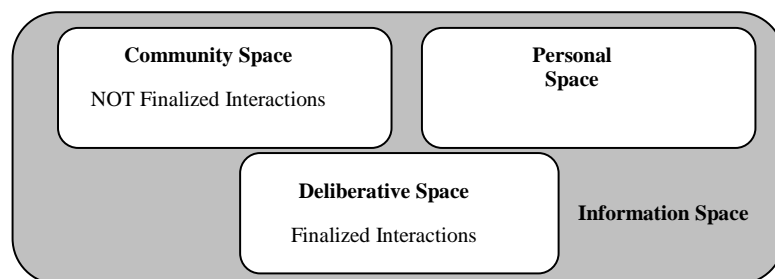 Community Space
NOT Finalized Interactions
Personal
Space
Deliberative Space
Finalized Interactions
Information Space